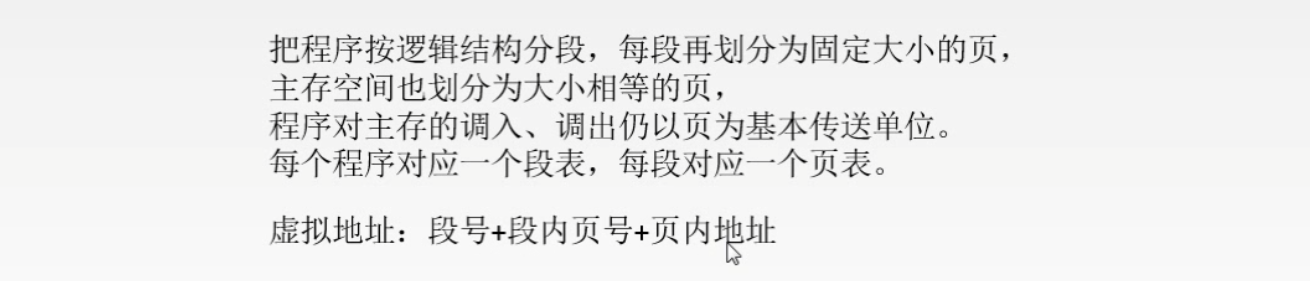 把程序按逻辑结构分段，每段再划分为固定大小的页，
主存空间也划分为大小相等的页，
程序对主存的调入、调出仍以页为基本传送单位。
每个程序对应一个段表，每段对应一个页表。
虚拟地址：段号+段内页号+页内地址